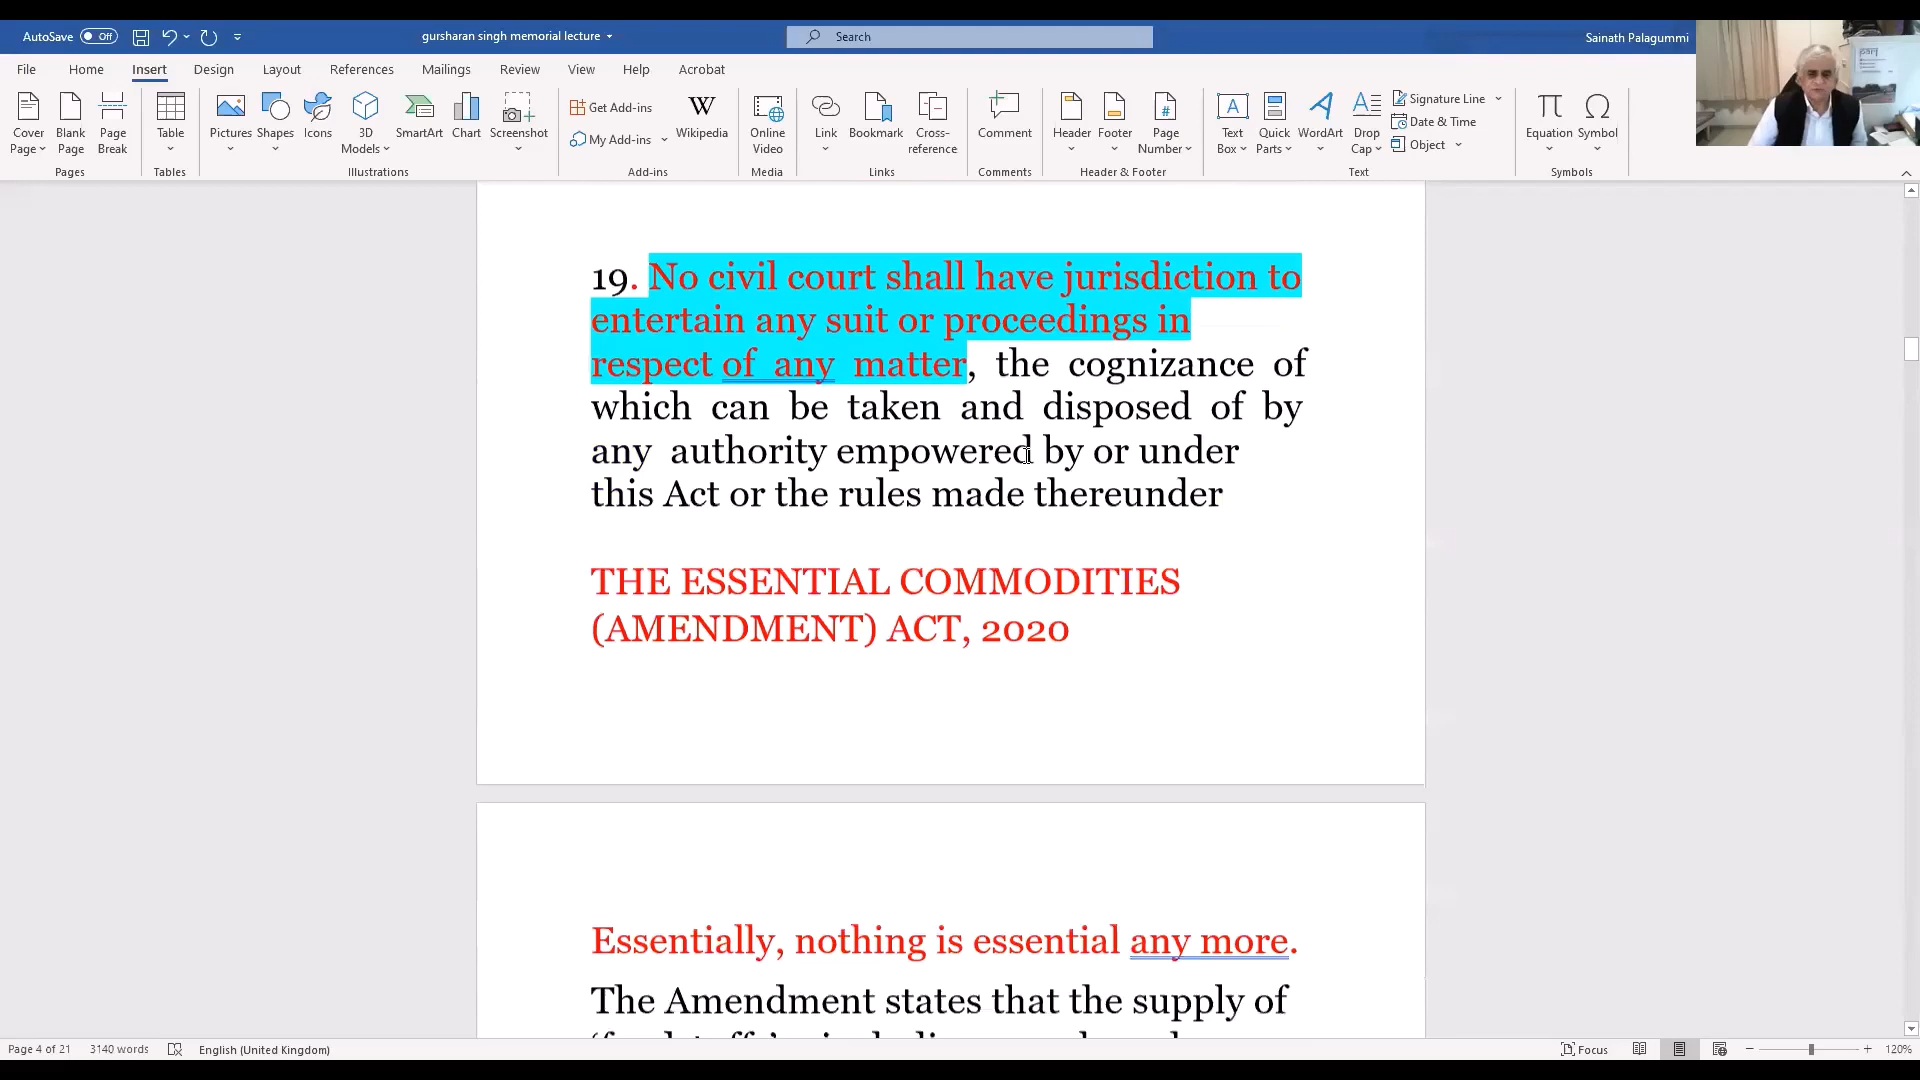 AutoSave Off
gursharan singh memorial lecture
Search
Sainath Palagummi
File Home Insert Design Layout References Mailings Review View Help Acrobat
Cover Page
Blank Page
Page Break
Pages
Table
Tables
Pictures
Shapes
Icons
3D Models
SmartArt
Chart
Screenshot
Illustrations
Get Add-ins
My Add-ins
Wikipedia
Add-ins
Online Video
Media
Link
Bookmark
Cross-reference
Links
Comment
Comments
Header
Footer
Page Number
Header & Footer
Text Box
Quick Parts
WordArt
Drop Cap
Signature Line
Date & Time
Object
Text
Equation
Symbol
Symbols
19. No civil court shall have jurisdiction to
entertain any suit or proceedings in
respect of any matter, the cognizance of
which can be taken and disposed of by
any authority empowered by or under
this Act or the rules made thereunder
THE ESSENTIAL COMMODITIES
(AMENDMENT) ACT, 2020
Essentially, nothing is essential any more.
The Amendment states that the supply of
Page 4 of 21 3140 words English (United Kingdom) Focus 120%